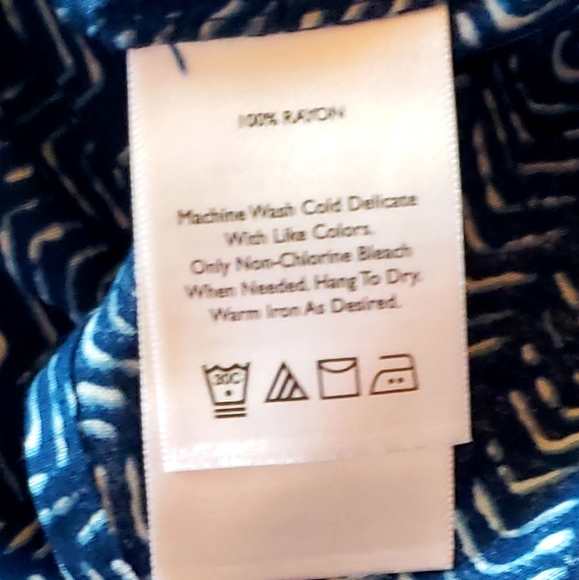 100% RAYON
Machine Wash Cold Delicate
With Like Colors.
Only Non-Chlorine Bleach
When Needed. Hang To Dry.
Warm Iron As Desired.
30C